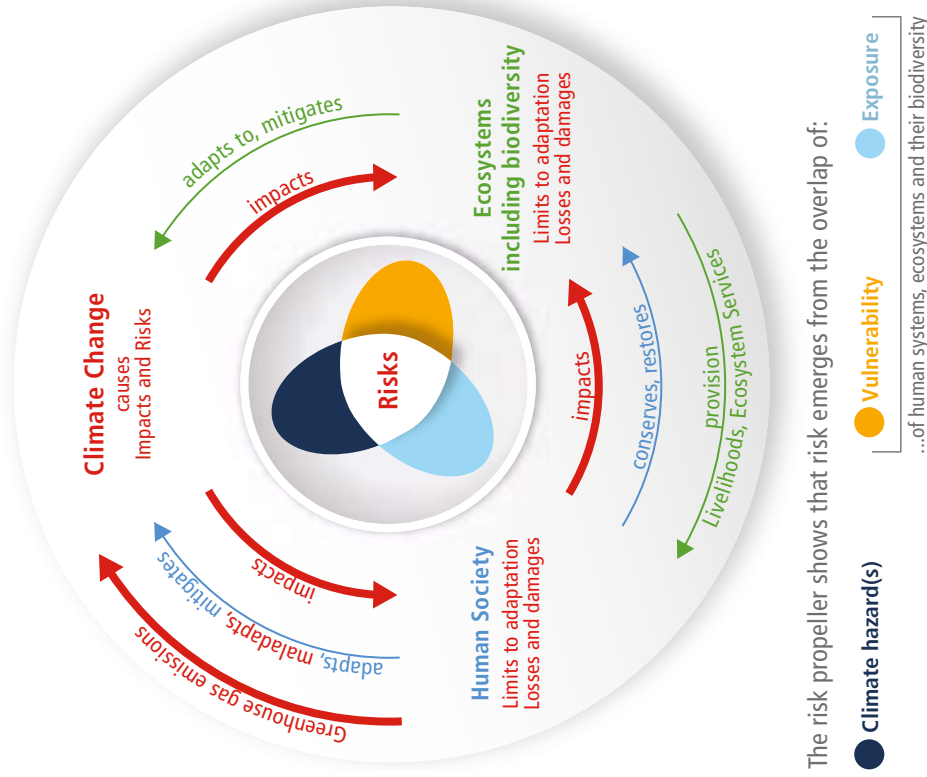 Climate Change
causes
Impacts and Risks
Greenhouse gas emissions
adapts, maladapts, mitigates
impacts
impacts
adapts to, mitigates
Risks
Human Society
Limits to adaptation
Losses and damages
Ecosystems
including biodiversity
Limits to adaptation
Losses and damages
impacts
conserves, restores
provision
Livelihoods, Ecosystem Services
The risk propeller shows that risk emerges from the overlap of:
Climate hazard(s)
Vulnerability
Exposure
...of human systems, ecosystems and their biodiversity